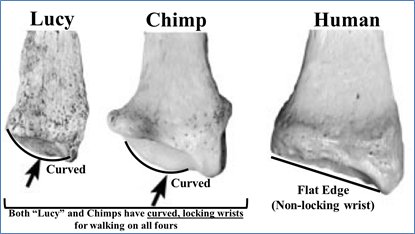 Lucy
Chimp
Human
Curved
Curved
Flat Edge
(Non-locking wrist)
Both “Lucy” and Chimps have curved, locking wrists
for walking on all fours